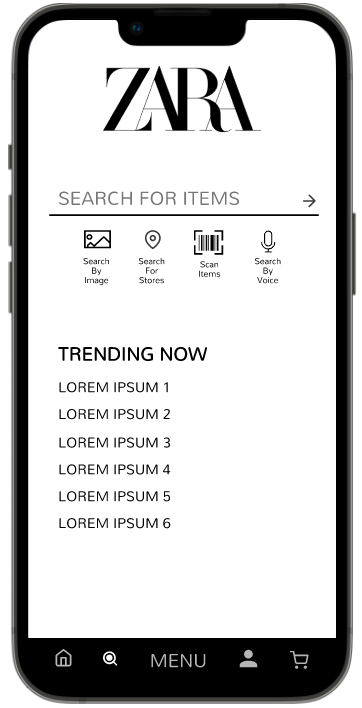 ZARA
SEARCH FOR ITEMS
Search
By
Image
Search
For
Stores
Scan
Items
Search
By
Voice
TRENDING NOW
LOREM IPSUM 1
LOREM IPSUM 2
LOREM IPSUM 3
LOREM IPSUM 4
LOREM IPSUM 5
LOREM IPSUM 6
MENU